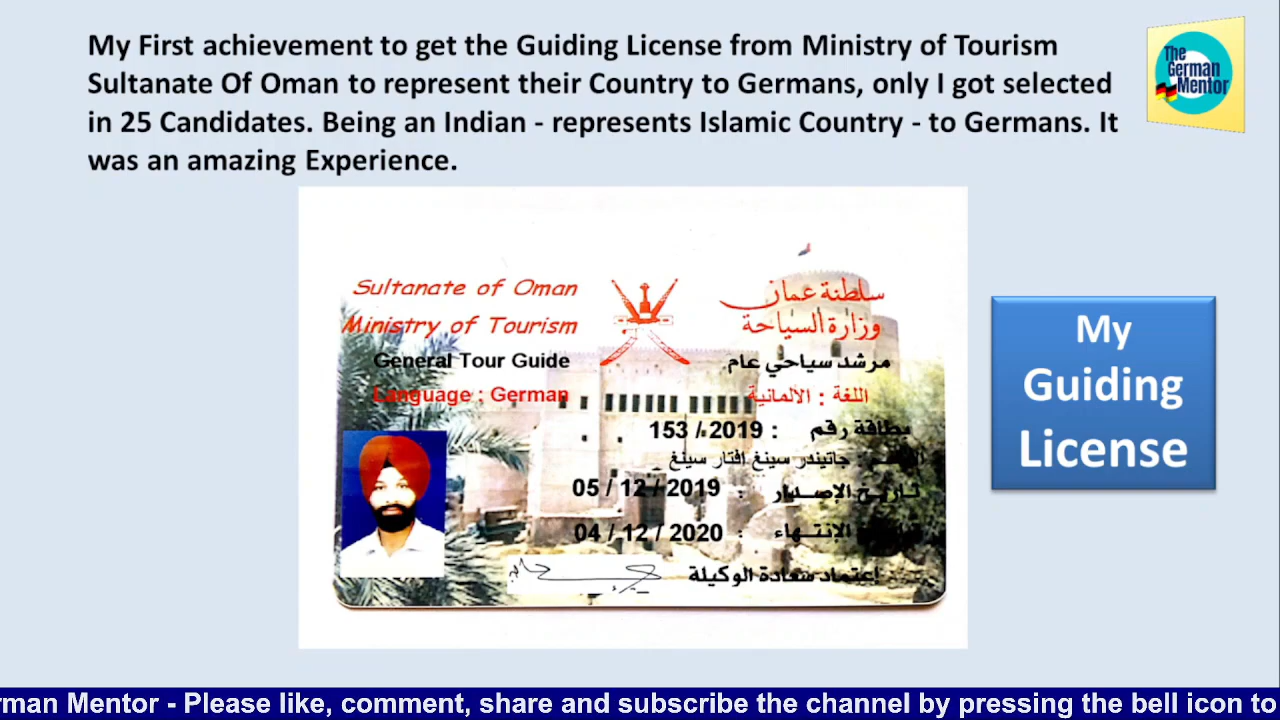 My First achievement to get the Guiding License from Ministry of Tourism
Sultanate Of Oman to represent their Country to Germans, only I got selected
in 25 Candidates. Being an Indian - represents Islamic Country - to Germans. It
was an amazing Experience.
The
German
Mentor
Sultanate of Oman
سلطنة عمان
Ministry of Tourism
وزارة السياحة
General Tour Guide
مرشد سياحي عام
Language : German
اللغة : الألمانية
بطاقة رقم : 153 / 2019
جاتيندر سينغ افتار سينغ
تاريخ الإصدار : 05 / 12 / 2019
الإنتهاء : 04 / 12 / 2020
إعتماد سعادة الوكيلة
My
Guiding
License
rman Mentor - Please like, comment, share and subscribe the channel by pressing the bell icon to